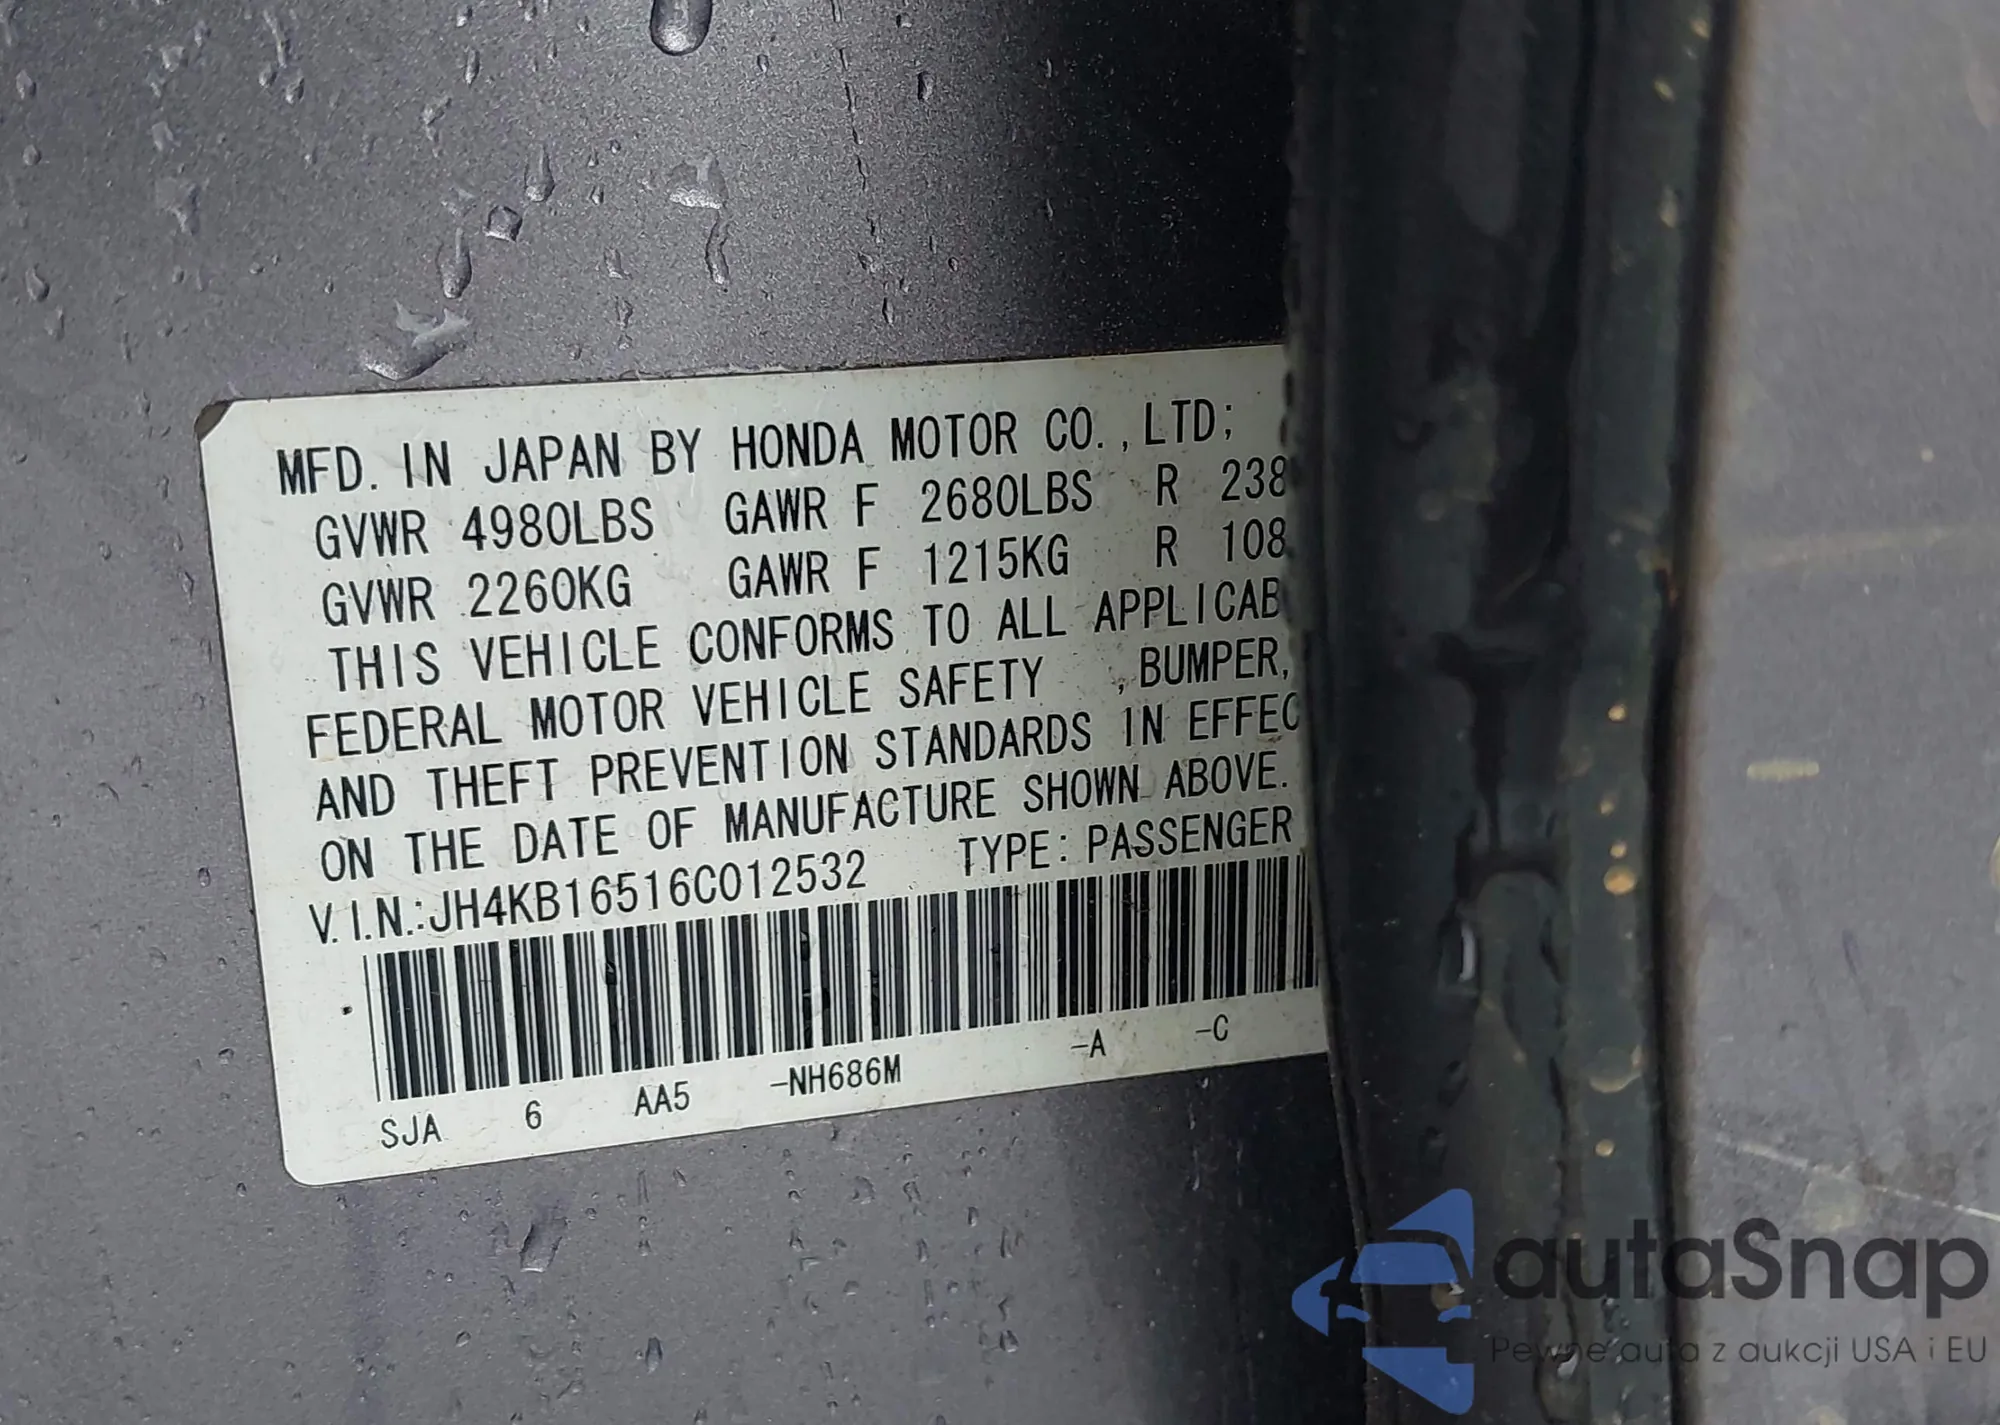 MFD. IN JAPAN BY HONDA MOTOR CO.,LTD;
GVWR 4980LBS GAWR F 2680LBS R 238
GVWR 2260KG GAWR F 1215KG R 108
THIS VEHICLE CONFORMS TO ALL APPLICAB
FEDERAL MOTOR VEHICLE SAFETY , BUMPER,
AND THEFT PREVENTION STANDARDS IN EFFEC
ON THE DATE OF MANUFACTURE SHOWN ABOVE.
V.I.N.:JH4KB16516C012532 TYPE: PASSENGER
SJA 6 AA5 -NH686M -A -C
autaSnap
Pewne auta z aukcji USA i EU